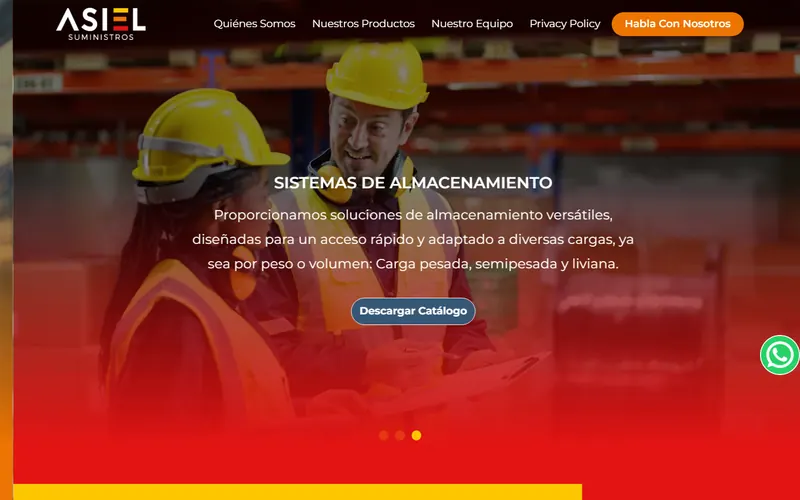 ASIEL
SUMINISTROS
Quiénes Somos
Nuestros Productos
Nuestro Equipo
Privacy Policy
Habla Con Nosotros
SISTEMAS DE ALMACENAMIENTO
Proporcionamos soluciones de almacenamiento versátiles,
diseñadas para un acceso rápido y adaptado a diversas cargas, ya
sea por peso o volumen: Carga pesada, semipesada y liviana.
Descargar Catálogo